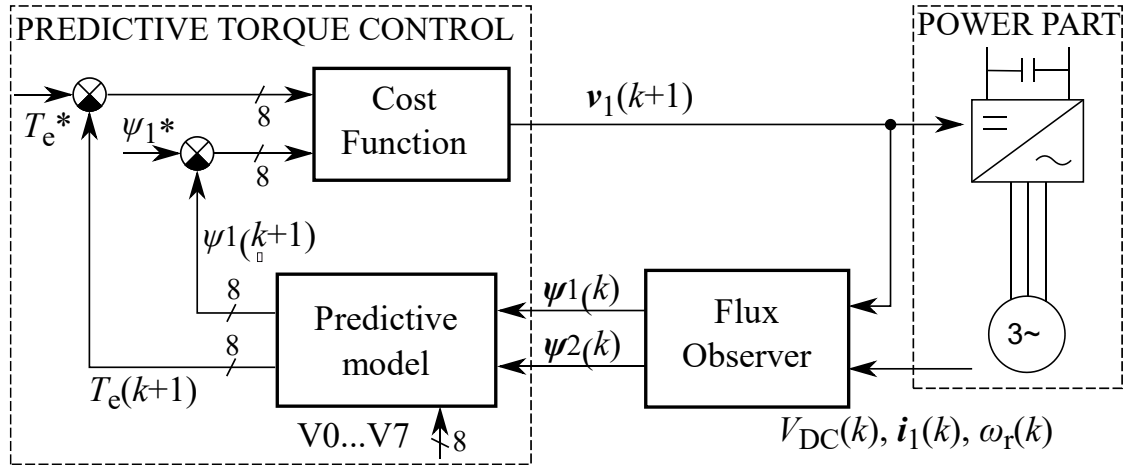 PREDICTIVE TORQUE CONTROL
POWER PART
Te*
ψ1*
8
8
Cost
Function
v1(k+1)
ψ1(k+1)
8
8
Te(k+1)
Predictive
model
V0...V7
8
ψ1(k)
ψ2(k)
Flux
Observer
3~
VDC(k), i1(k), ωr(k)